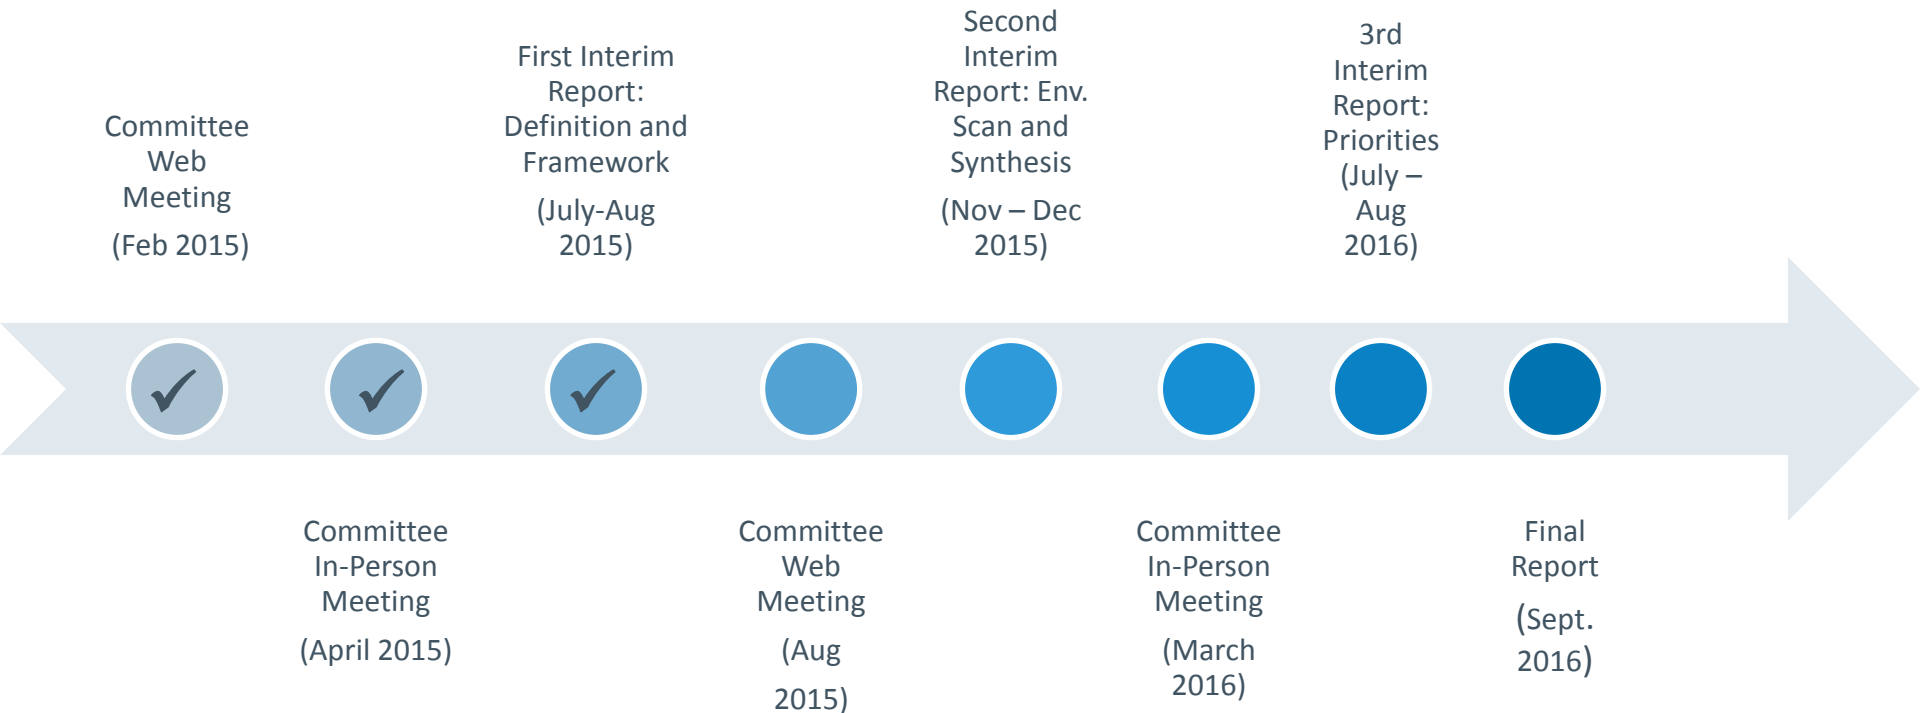 Committee
Web
Meeting
(Feb 2015)
First Interim
Report:
Definition and
Framework
(July-Aug
2015)
Second
Interim
Report: Env.
Scan and
Synthesis
(Nov – Dec
2015)
3rd
Interim
Report:
Priorities
(July –
Aug
2016)
Committee
In-Person
Meeting
(April 2015)
Committee
Web
Meeting
(Aug
2015)
Committee
In-Person
Meeting
(March
2016)
Final
Report
(Sept.
2016)